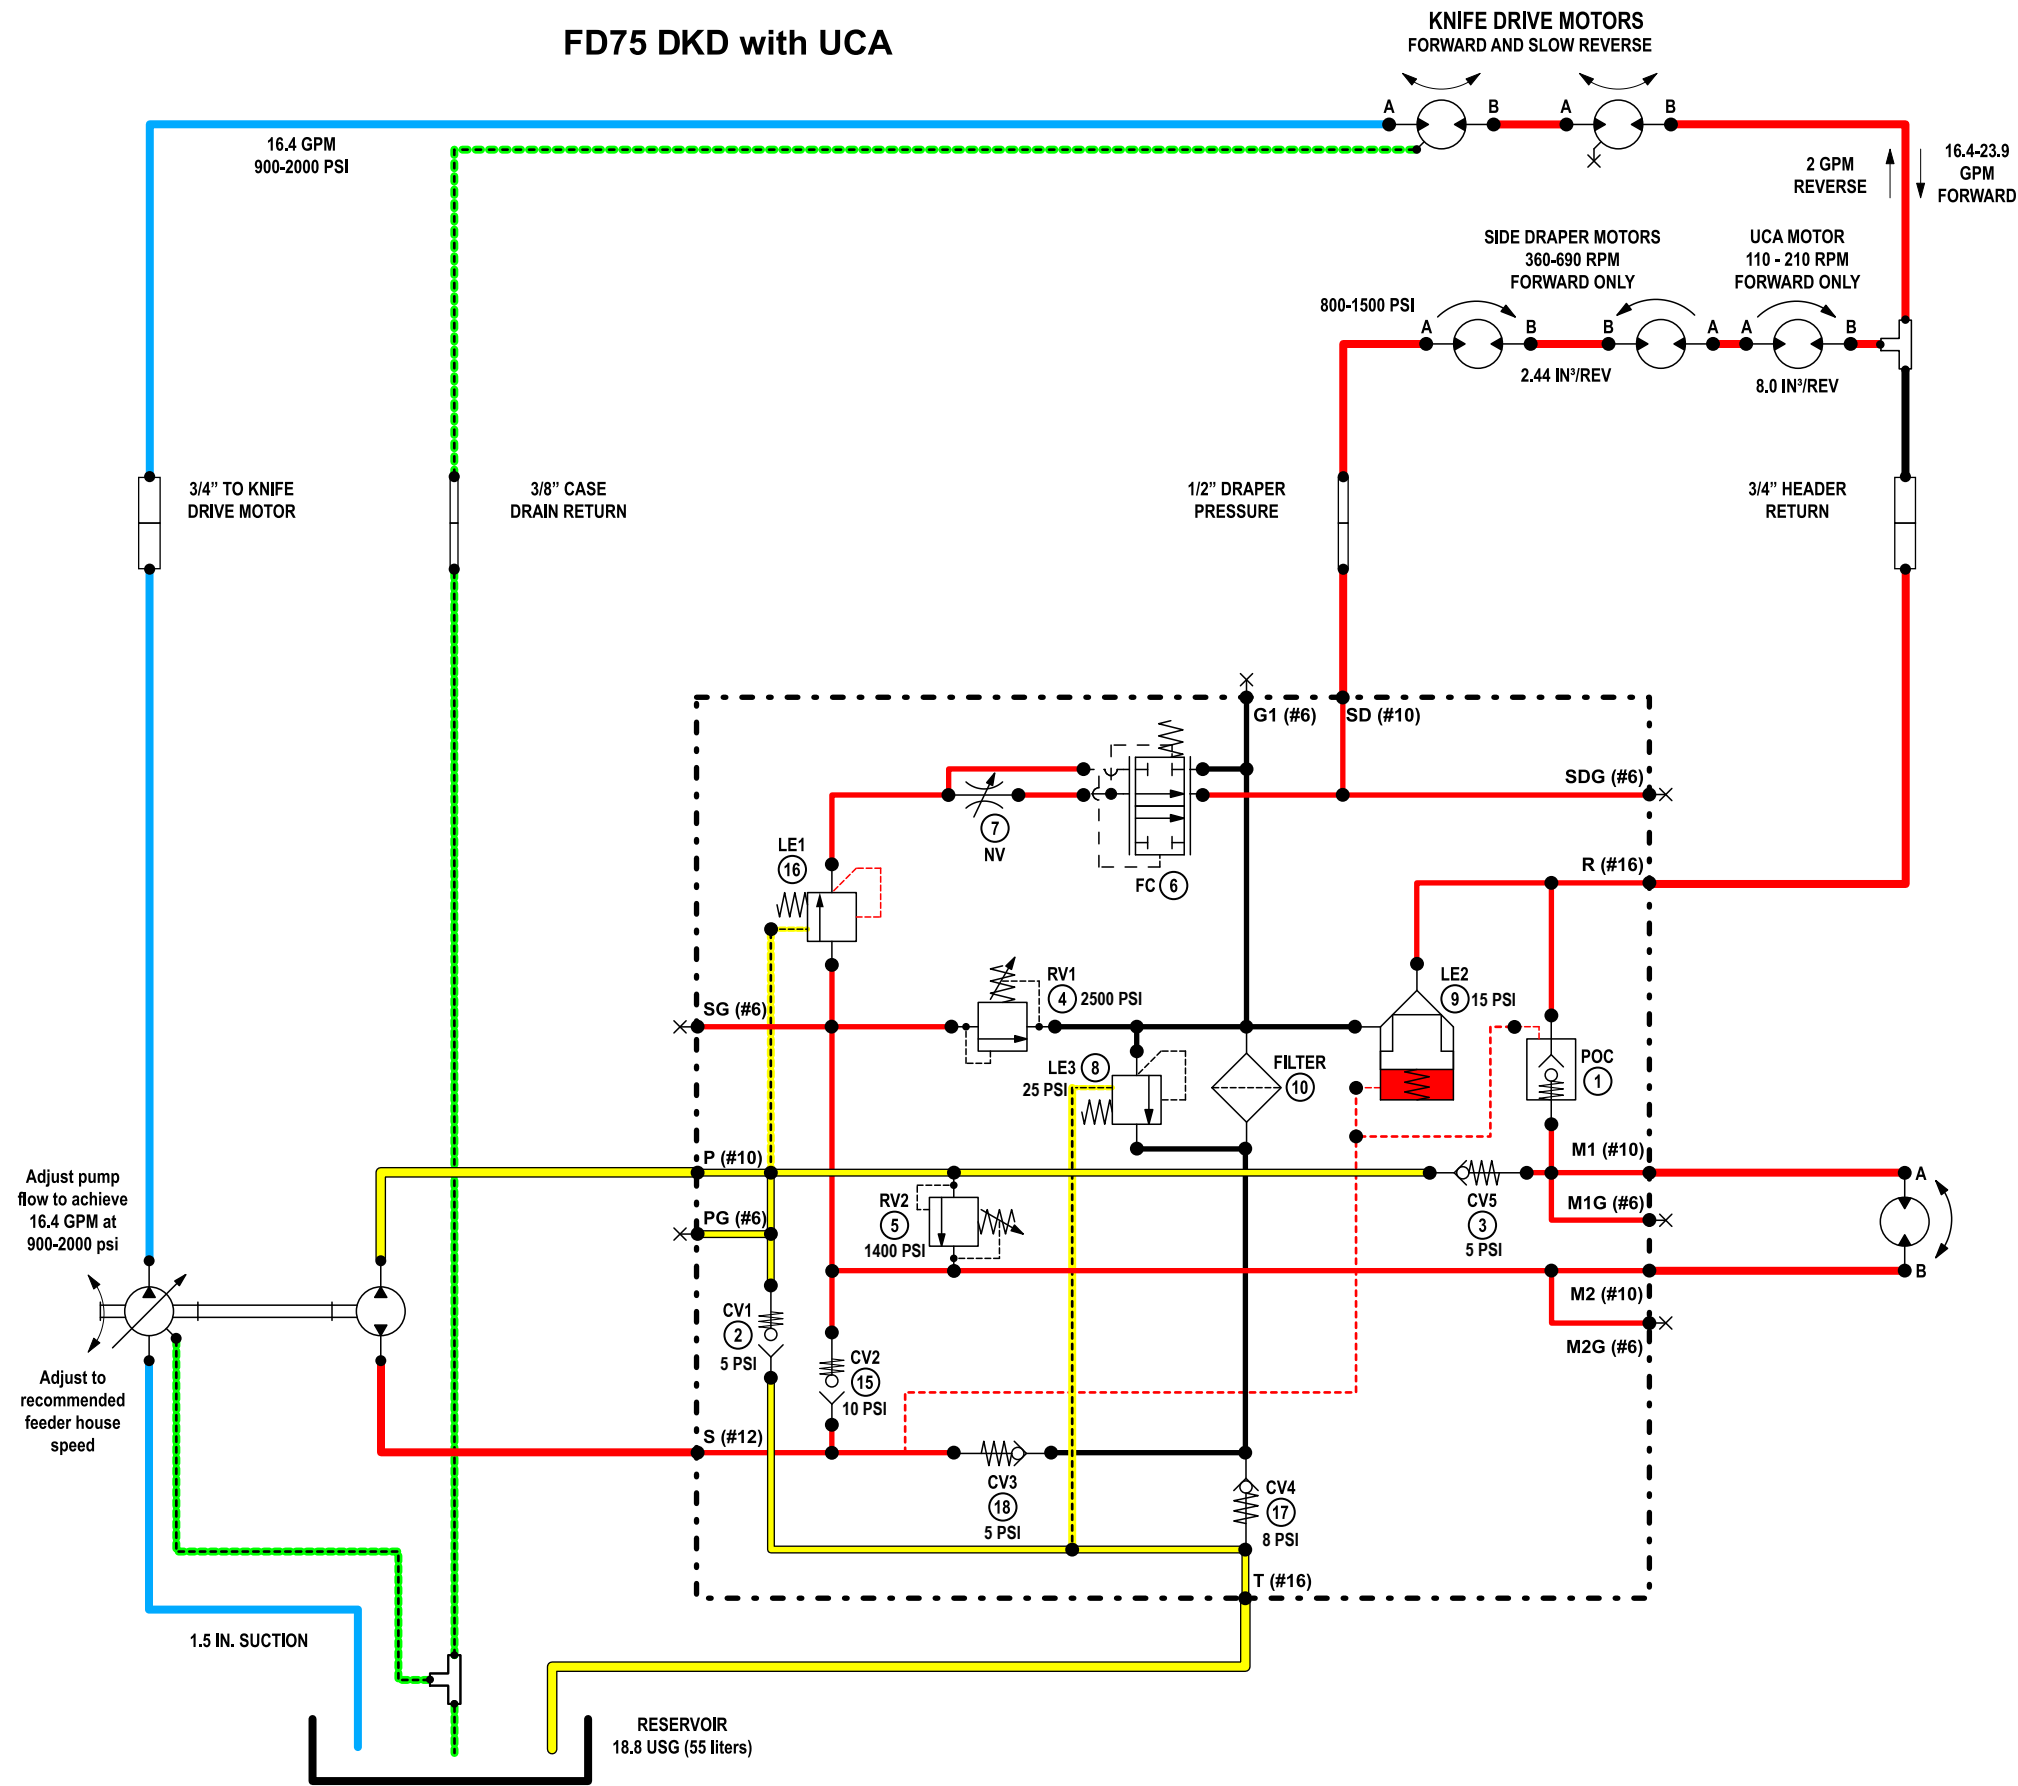 FD75 DKD with UCA
KNIFE DRIVE MOTORS
FORWARD AND SLOW REVERSE
A
B
A
B
16.4 GPM
900-2000 PSI
2 GPM
REVERSE
16.4-23.9
GPM
FORWARD
SIDE DRAPER MOTORS
360-690 RPM
FORWARD ONLY
UCA MOTOR
110 - 210 RPM
FORWARD ONLY
800-1500 PSI
A
B
B
A
A
B
2.44 IN³/REV
8.0 IN³/REV
3/4” TO KNIFE
DRIVE MOTOR
3/8” CASE
DRAIN RETURN
1/2” DRAPER
PRESSURE
3/4” HEADER
RETURN
G1 (#6)
SD (#10)
SDG (#6)
7
NV
LE1
16
FC 6
R (#16)
SG (#6)
RV1
4 2500 PSI
LE2
9 15 PSI
LE3 8
25 PSI
FILTER
10
POC
1
P (#10)
M1 (#10)
A
Adjust pump
flow to achieve
16.4 GPM at
900-2000 psi
PG (#6)
RV2
5
1400 PSI
CV5
3
5 PSI
M1G (#6)
B
M2 (#10)
CV1
2
5 PSI
M2G (#6)
CV2
15
10 PSI
Adjust to
recommended
feeder house
speed
S (#12)
CV3
18
5 PSI
CV4
17
8 PSI
T (#16)
1.5 IN. SUCTION
RESERVOIR
18.8 USG (55 liters)